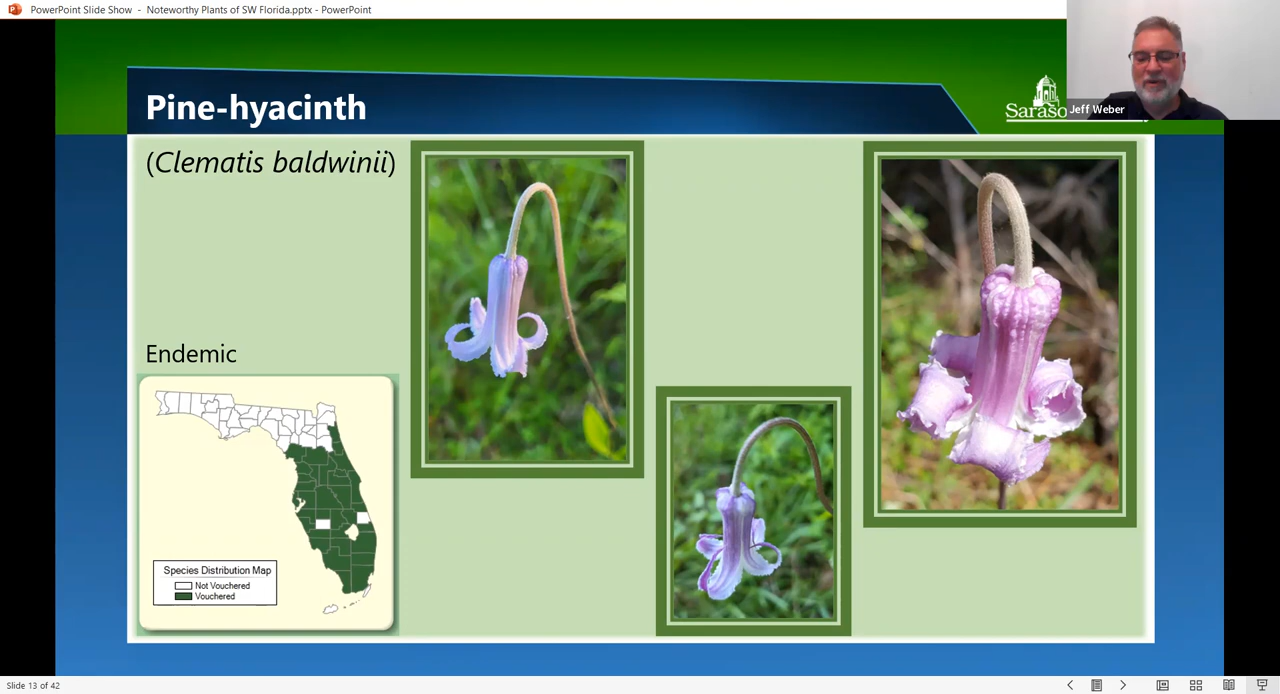 PowerPoint Slide Show - Noteworthy Plants of SW Florida.pptx - PowerPoint
Pine-hyacinth
Saraso
Jeff Weber
(Clematis baldwinii)
Endemic
Species Distribution Map
Not Vouchered
Vouchered
Slide 13 of 42